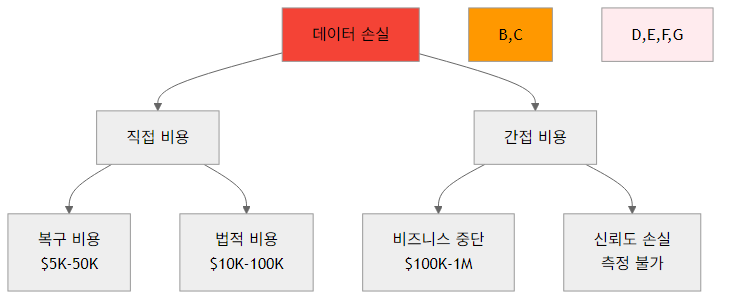 데이터 손실
B,C
D,E,F,G
직접 비용
간접 비용
복구 비용
$5K-50K
법적 비용
$10K-100K
비즈니스 중단
$100K-1M
신뢰도 손실
측정 불가